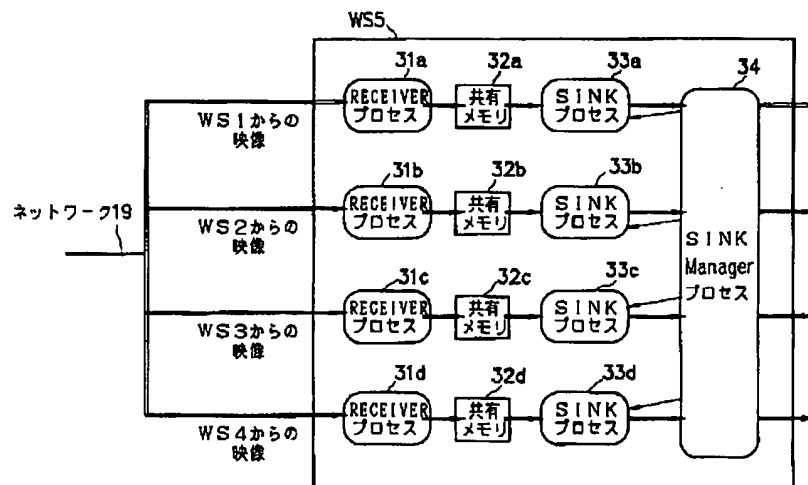 WS5
31a
32a
33a
34
RECEIVER
プロセス
共有
メモリ
SINK
プロセス
WS1からの
映像
31b
32b
33b
RECEIVER
プロセス
共有
メモリ
SINK
プロセス
ネットワーク19
WS2からの
映像
SINK
Manager
プロセス
31c
32c
33c
RECEIVER
プロセス
共有
メモリ
SINK
プロセス
WS3からの
映像
31d
32d
33d
RECEIVER
プロセス
共有
メモリ
SINK
プロセス
WS4からの
映像